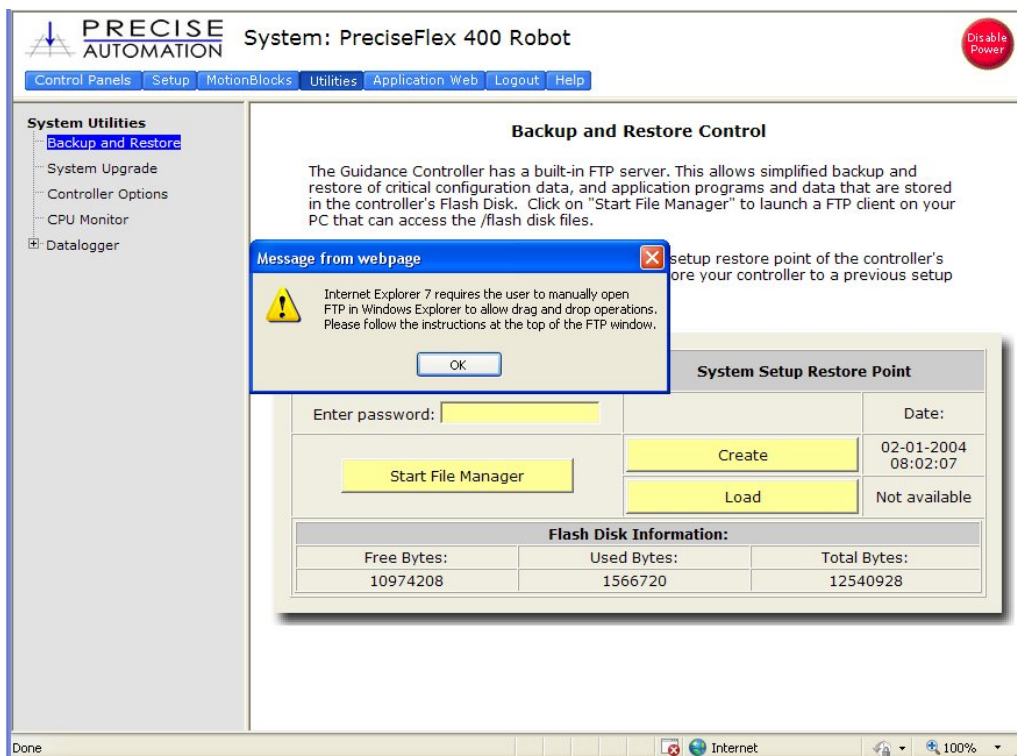 PRECISE
AUTOMATION
System: PreciseFlex 400 Robot
Disable
Power
Control Panels Setup MotionBlocks Utilities Application Web Logout Help
System Utilities
Backup and Restore
System Upgrade
Controller Options
CPU Monitor
Datalogger
Backup and Restore Control
The Guidance Controller has a built-in FTP server. This allows simplified backup and
restore of critical configuration data, and application programs and data that are stored
in the controller's Flash Disk. Click on "Start File Manager" to launch a FTP client on your
PC that can access the /flash disk files.
setup restore point of the controller's
ore your controller to a previous setup
Message from webpage
Internet Explorer 7 requires the user to manually open
FTP in Windows Explorer to allow drag and drop operations.
Please follow the instructions at the top of the FTP window.
OK
System Setup Restore Point
Enter password:
Date:
Start File Manager
Create
02-01-2004
08:02:07
Load
Not available
Flash Disk Information:
Free Bytes: Used Bytes: Total Bytes:
10974208 1566720 12540928
Done
Internet
100%